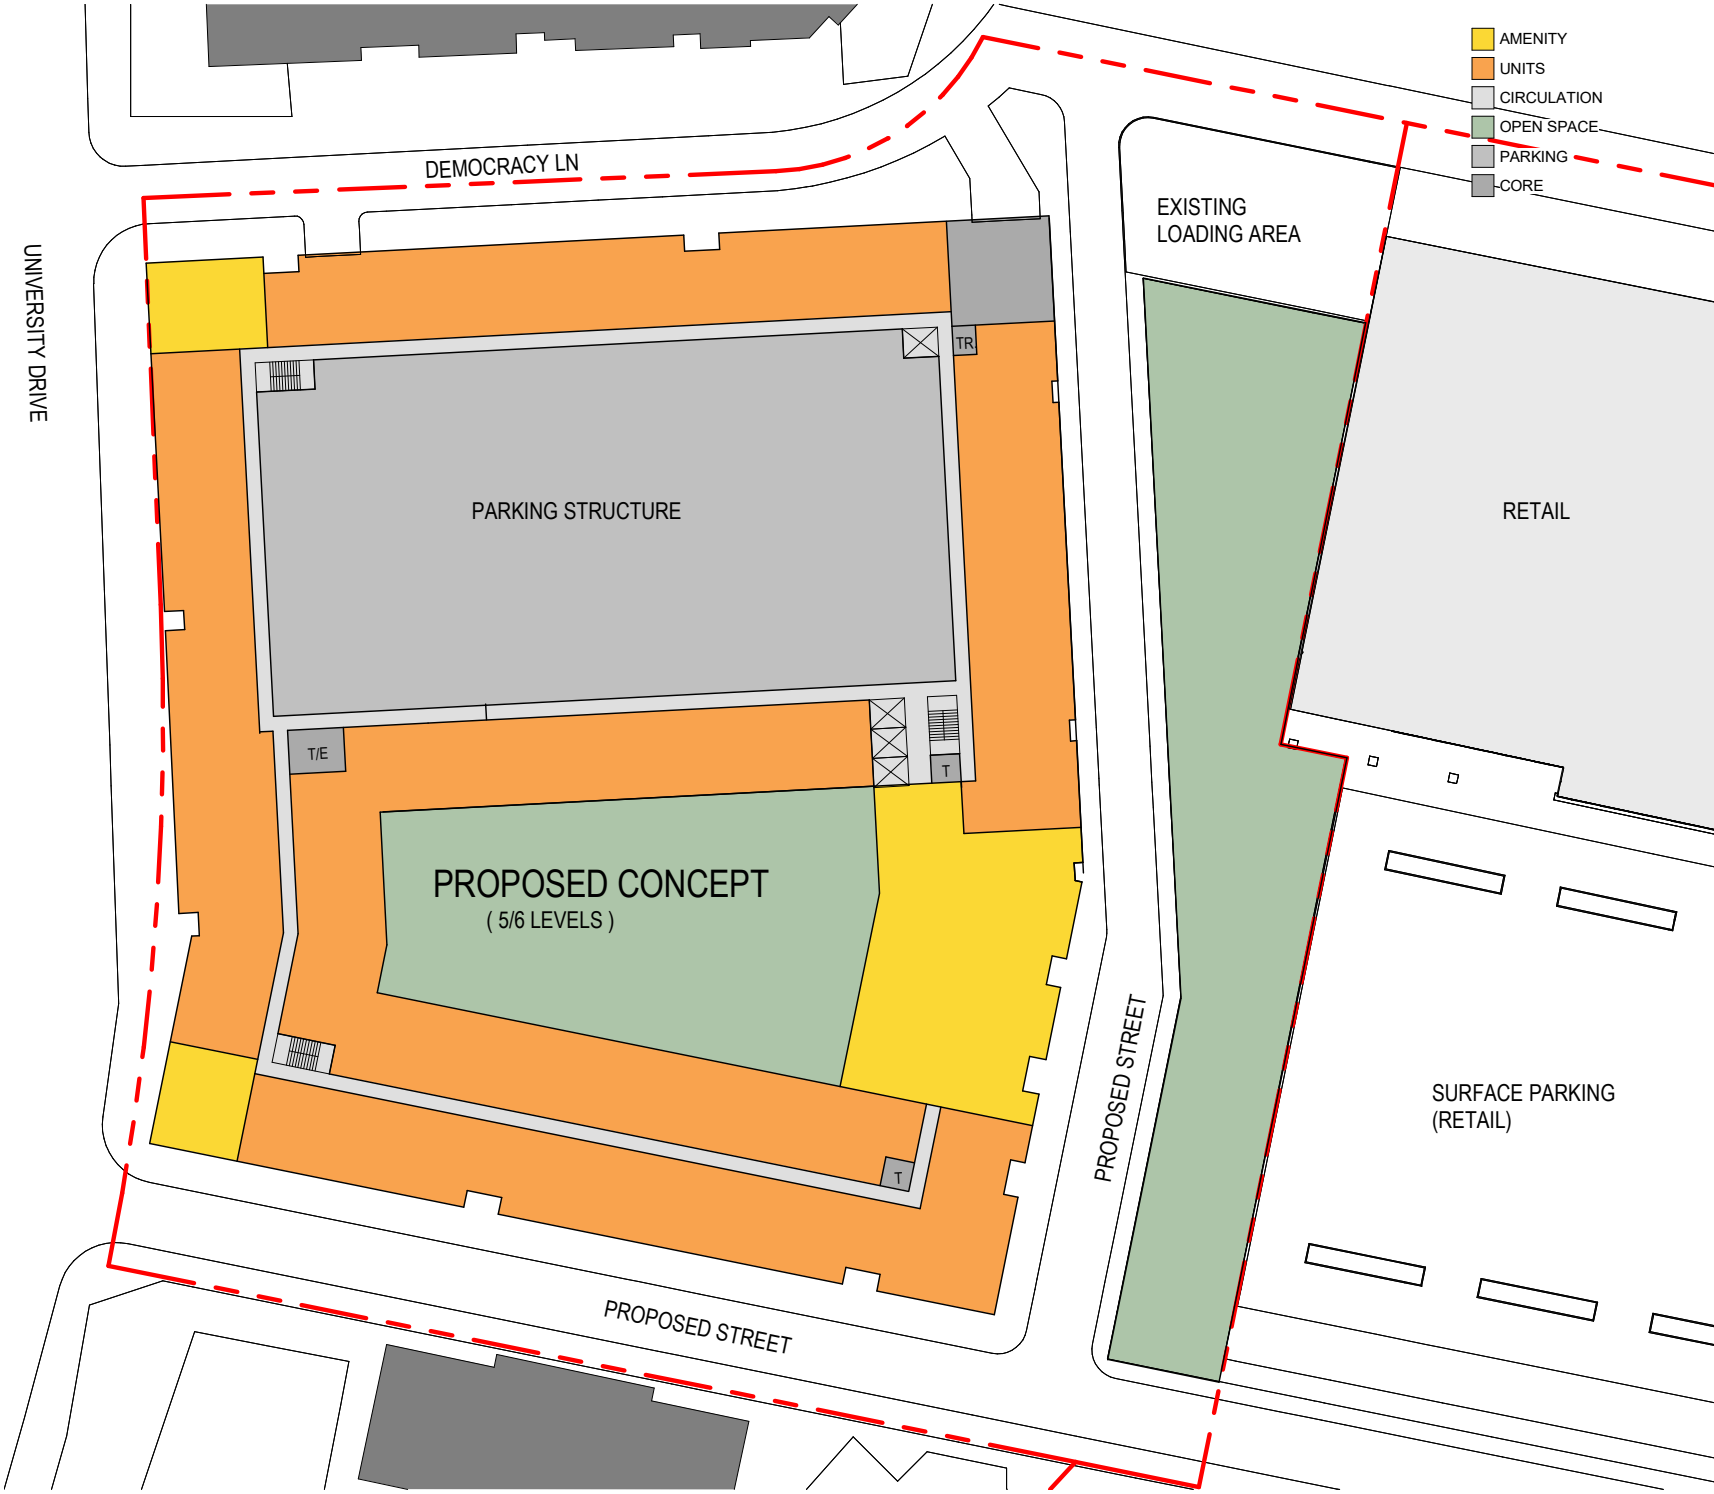 AMENITY
UNITS
CIRCULATION
OPEN SPACE
PARKING
CORE
DEMOCRACY LN
EXISTING
LOADING AREA
UNIVERSITY DRIVE
TR.
PARKING STRUCTURE
RETAIL
T/E
T
PROPOSED CONCEPT
( 5/6 LEVELS )
PROPOSED STREET
SURFACE PARKING
(RETAIL)
T
PROPOSED STREET